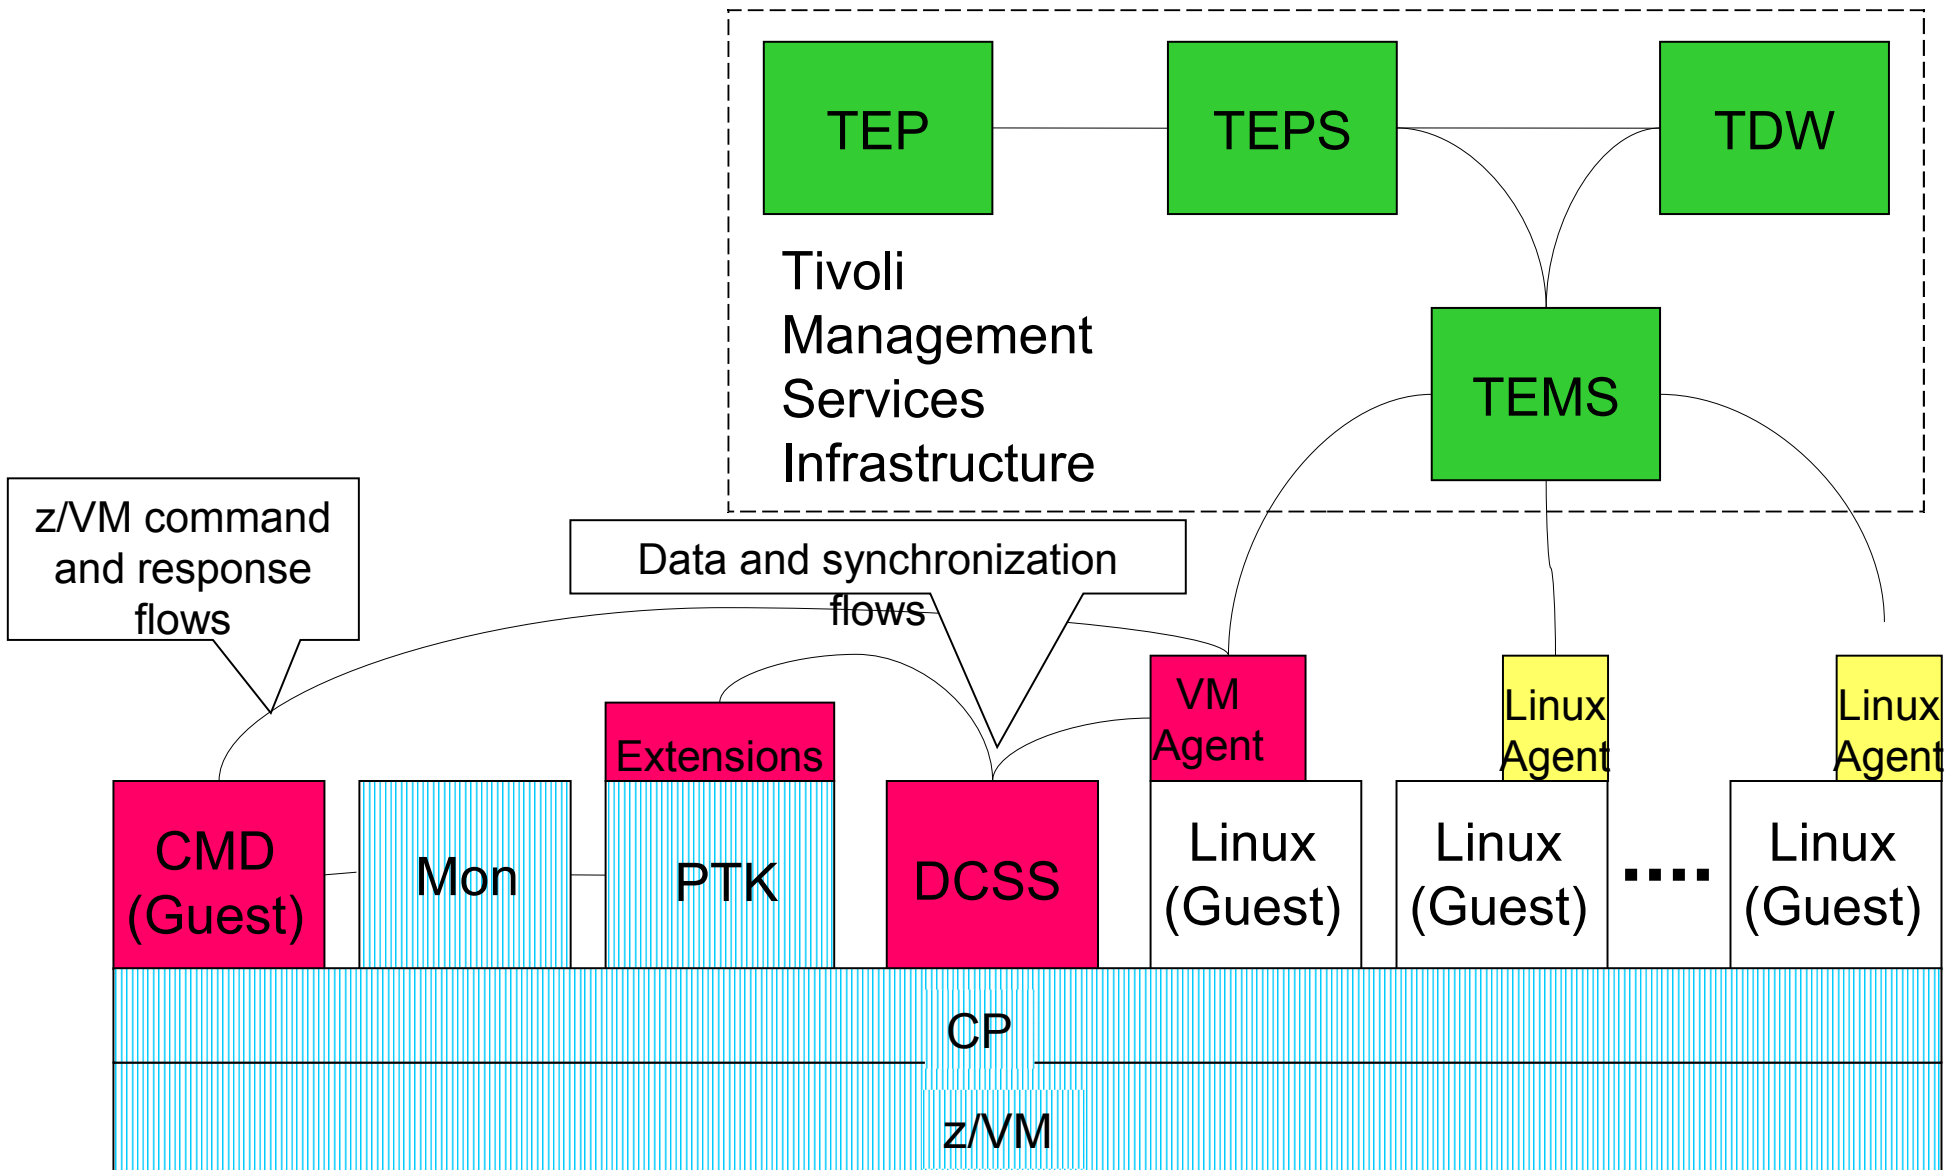 TEP
TEPS
TDW
Tivoli
Management
Services
Infrastructure
TEMS
z/VM command
and response
flows
Data and synchronization
flows
VM
Agent
Linux
Agent
Linux
Agent
Extensions
CMD
(Guest)
Mon
PTK
DCSS
Linux
(Guest)
Linux
(Guest)
....
Linux
(Guest)
CP
z/VM